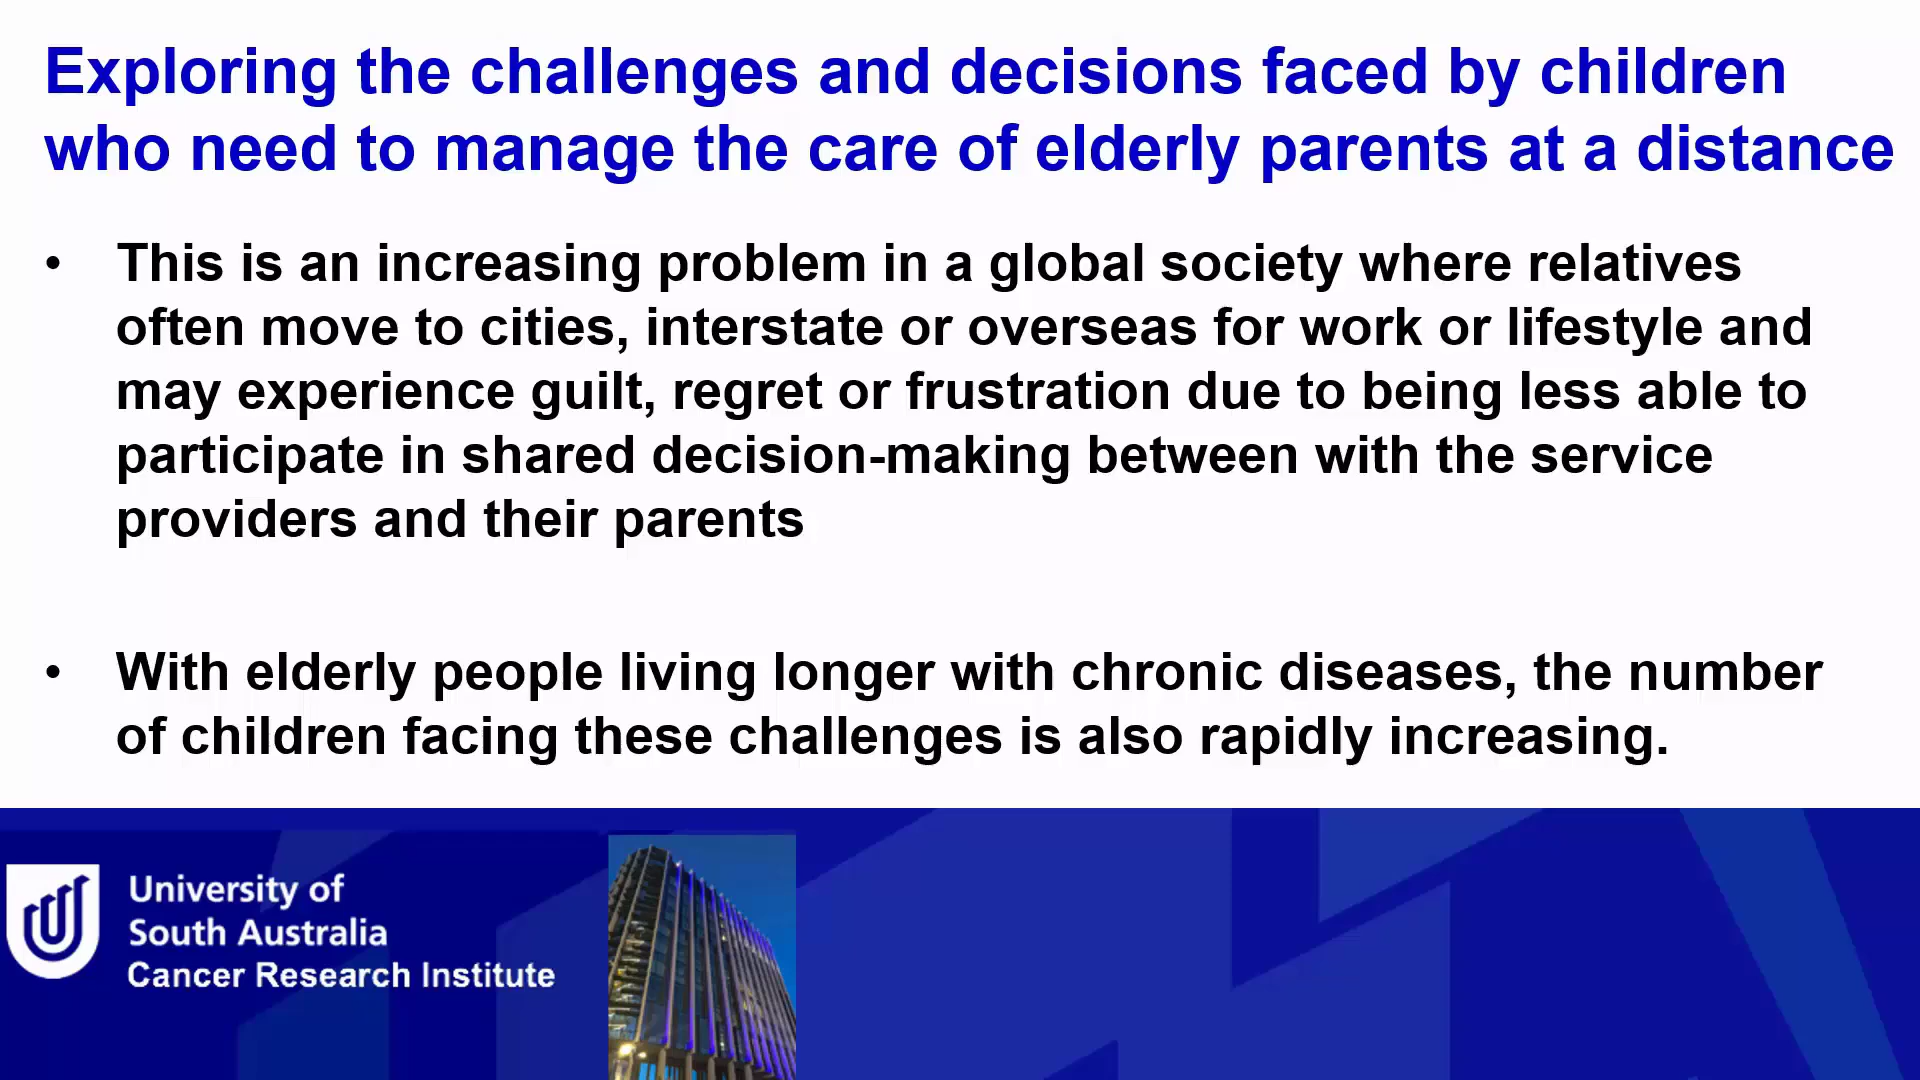 Exploring the challenges and decisions faced by children
who need to manage the care of elderly parents at a distance
• This is an increasing problem in a global society where relatives
often move to cities, interstate or overseas for work or lifestyle and
may experience guilt, regret or frustration due to being less able to
participate in shared decision-making between with the service
providers and their parents
• With elderly people living longer with chronic diseases, the number
of children facing these challenges is also rapidly increasing.
University of
South Australia
Cancer Research Institute